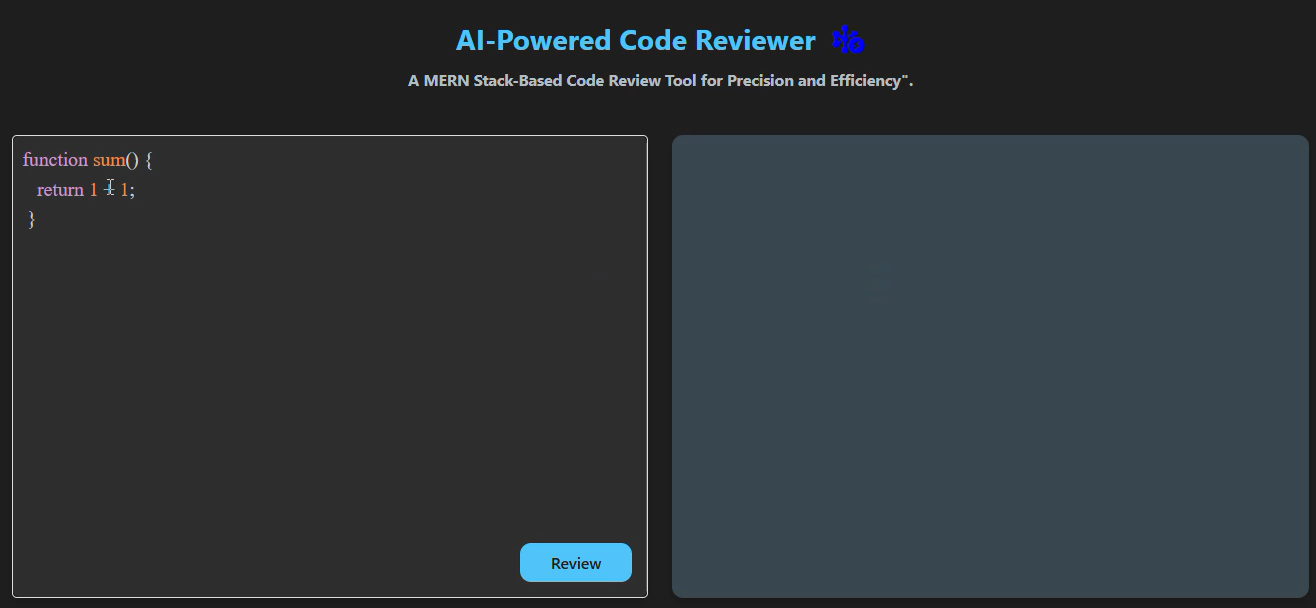 AI-Powered Code Reviewer
A MERN Stack-Based Code Review Tool for Precision and Efficiency".
function sum() {
return 1 + 1;
}
Review